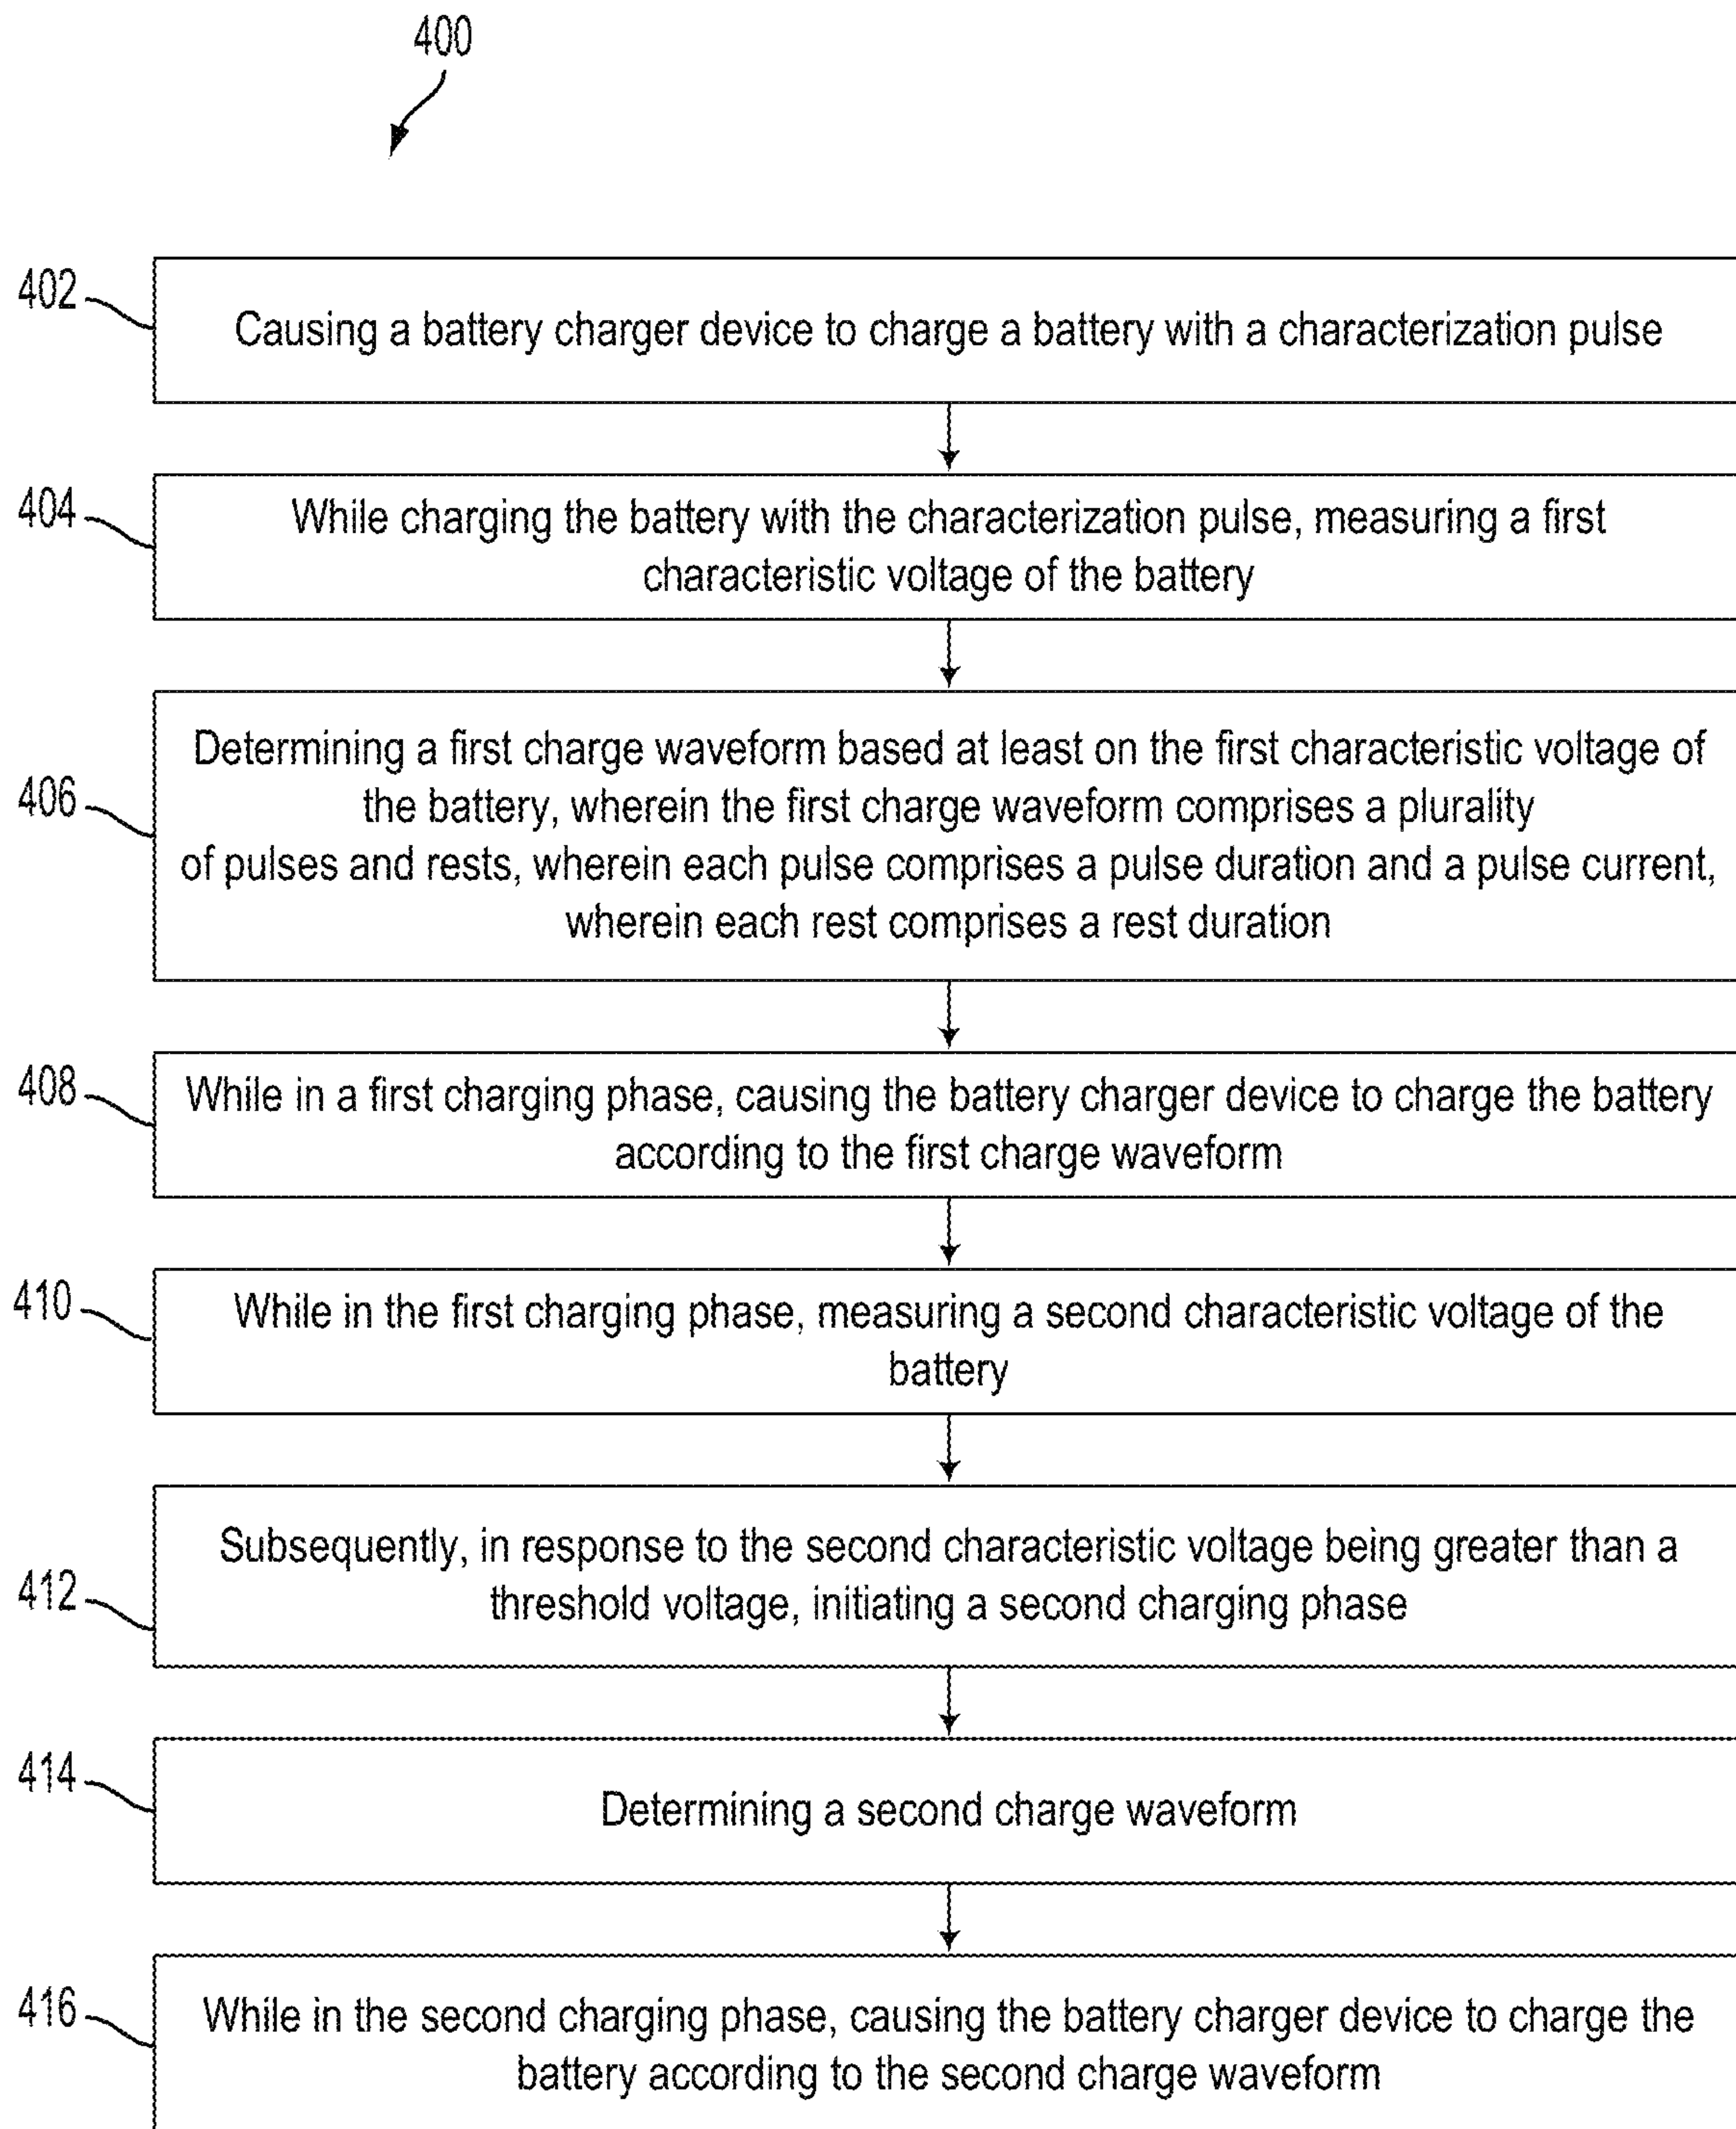 400
402
Causing a battery charger device to charge a battery with a characterization pulse
404
While charging the battery with the characterization pulse, measuring a first
characteristic voltage of the battery
406
Determining a first charge waveform based at least on the first characteristic voltage of
the battery, wherein the first charge waveform comprises a plurality
of pulses and rests, wherein each pulse comprises a pulse duration and a pulse current,
wherein each rest comprises a rest duration
408
While in a first charging phase, causing the battery charger device to charge the battery
according to the first charge waveform
410
While in the first charging phase, measuring a second characteristic voltage of the
battery
412
Subsequently, in response to the second characteristic voltage being greater than a
threshold voltage, initiating a second charging phase
414
Determining a second charge waveform
416
While in the second charging phase, causing the battery charger device to charge the
battery according to the second charge waveform